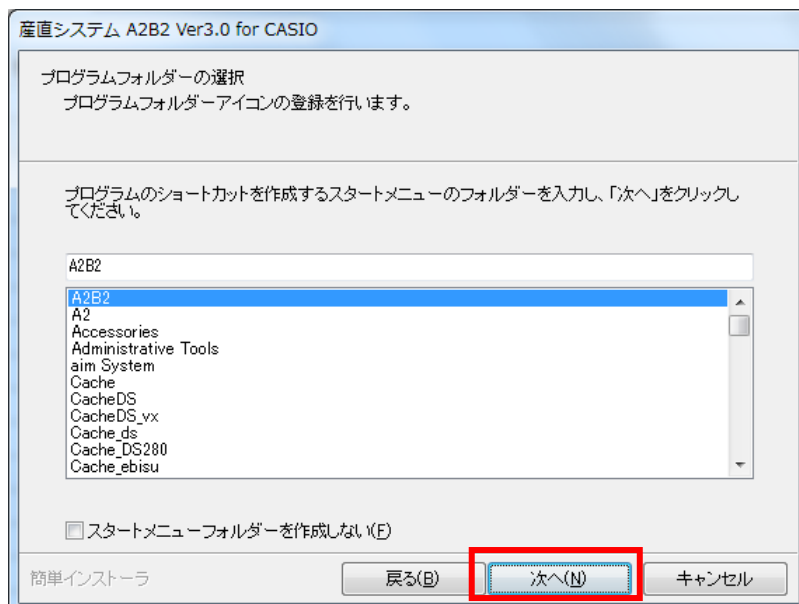 産直システム A2B2 Ver3.0 for CASIO
プログラムフォルダーの選択
プログラムフォルダーアイコンの登録を行います。
プログラムのショートカットを作成するスタートメニューのフォルダーを入力し、「次へ」をクリックし
てください。
A2B2
A2B2
A2
Accessories
Administrative Tools
aim System
Cache
CacheDS
CacheDS_vx
Cache_ds
Cache_DS280
Cache_ebisu
スタートメニューフォルダーを作成しない(F)
簡単インストーラ
戻る(B)
次へ(N)
キャンセル